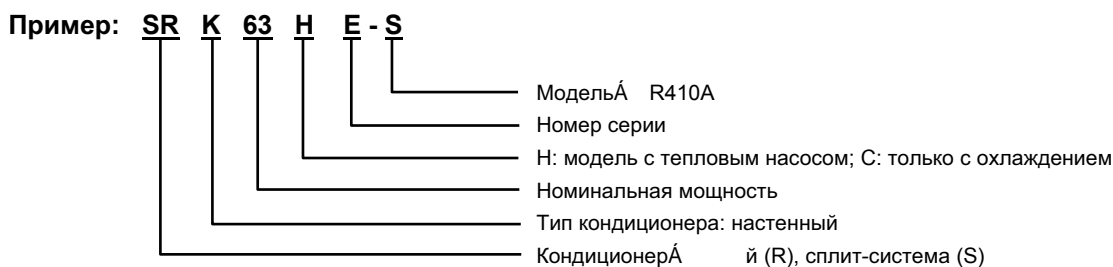 Пример: SR K 63 H E - S
МодельÁ R410A
Номер серии
H: модель с тепловым насосом; C: только с охлаждением
Номинальная мощность
Тип кондиционера: настенный
КондиционерÁ й (R), сплит-система (S)